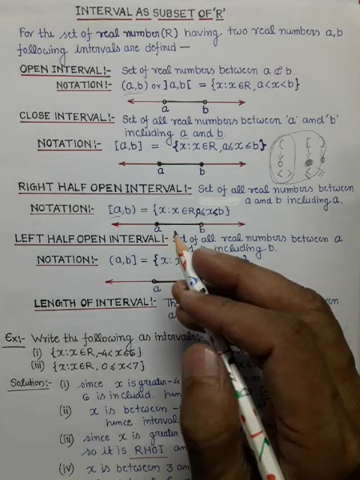 INTERVAL AS SUBSET OF 'R'
For the set of real number(R) having two real numbers a,b
following intervals are defined —
OPEN INTERVAL:- Set of real numbers between a & b.
NOTATION:- (a,b) or ]a,b[ = {x:x∈R, a<x<b}
a b
CLOSE INTERVAL:- Set of all real numbers between 'a' and 'b'
including a and b.
NOTATION:- [a,b] = {x:x∈R, a≤x≤b}
( [
) ]
< >
a b
RIGHT HALF OPEN INTERVAL:- Set of all real numbers between
a and b including a.
NOTATION:- [a,b) = {x:x∈R, a≤x<b}
a b
LEFT HALF OPEN INTERVAL:- of all real numbers between a
including b.
NOTATION:- (a,b] = {x:
a
LENGTH OF INTERVAL:-
Ex:- Write the following as intervals
(i) {x:x∈R, -4<x≤6}
(iii) {x:x∈R, 0≤x<7}
Solution:- (i) since x is greater -4
6 is included.
(ii) x is between
hence interval
(iii) since x is greater
so it is RHOI
(iv) x is between 3